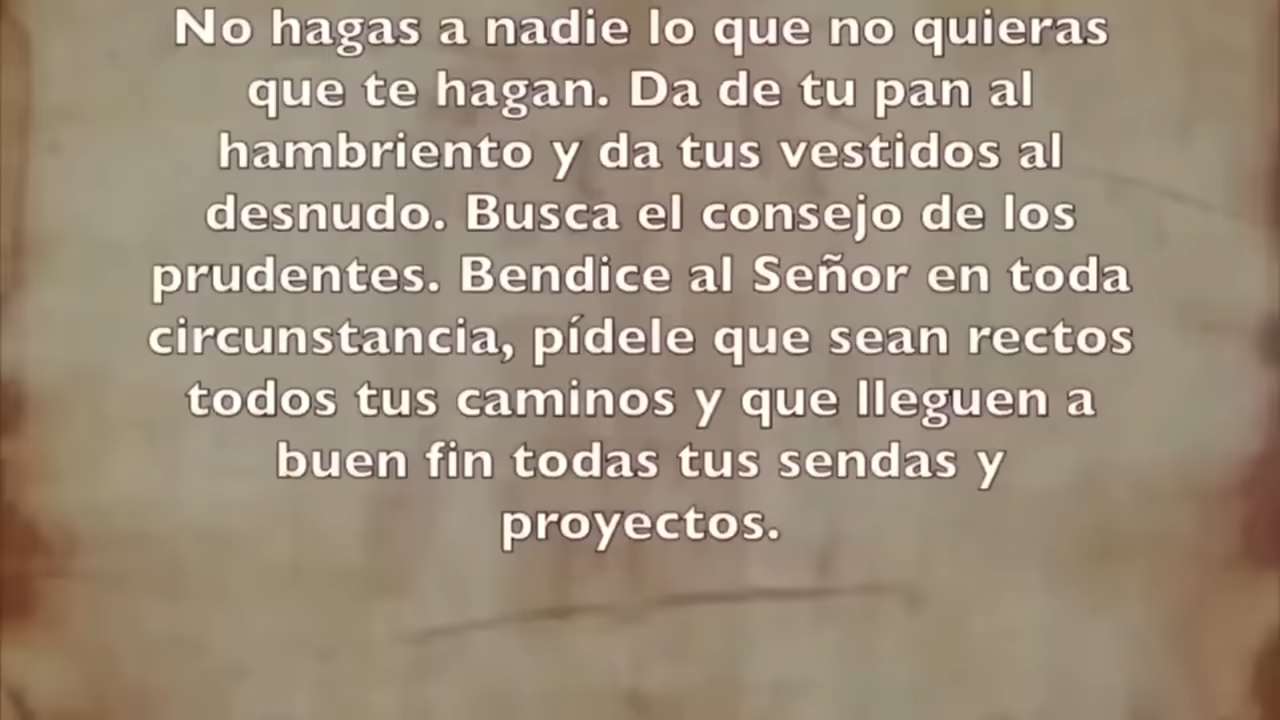 No hagas a nadie lo que no quieras
que te hagan. Da de tu pan al
hambriento y da tus vestidos al
desnudo. Busca el consejo de los
prudentes. Bendice al Señor en toda
circunstancia, pídele que sean rectos
todos tus caminos y que lleguen a
buen fin todas tus sendas y
proyectos.